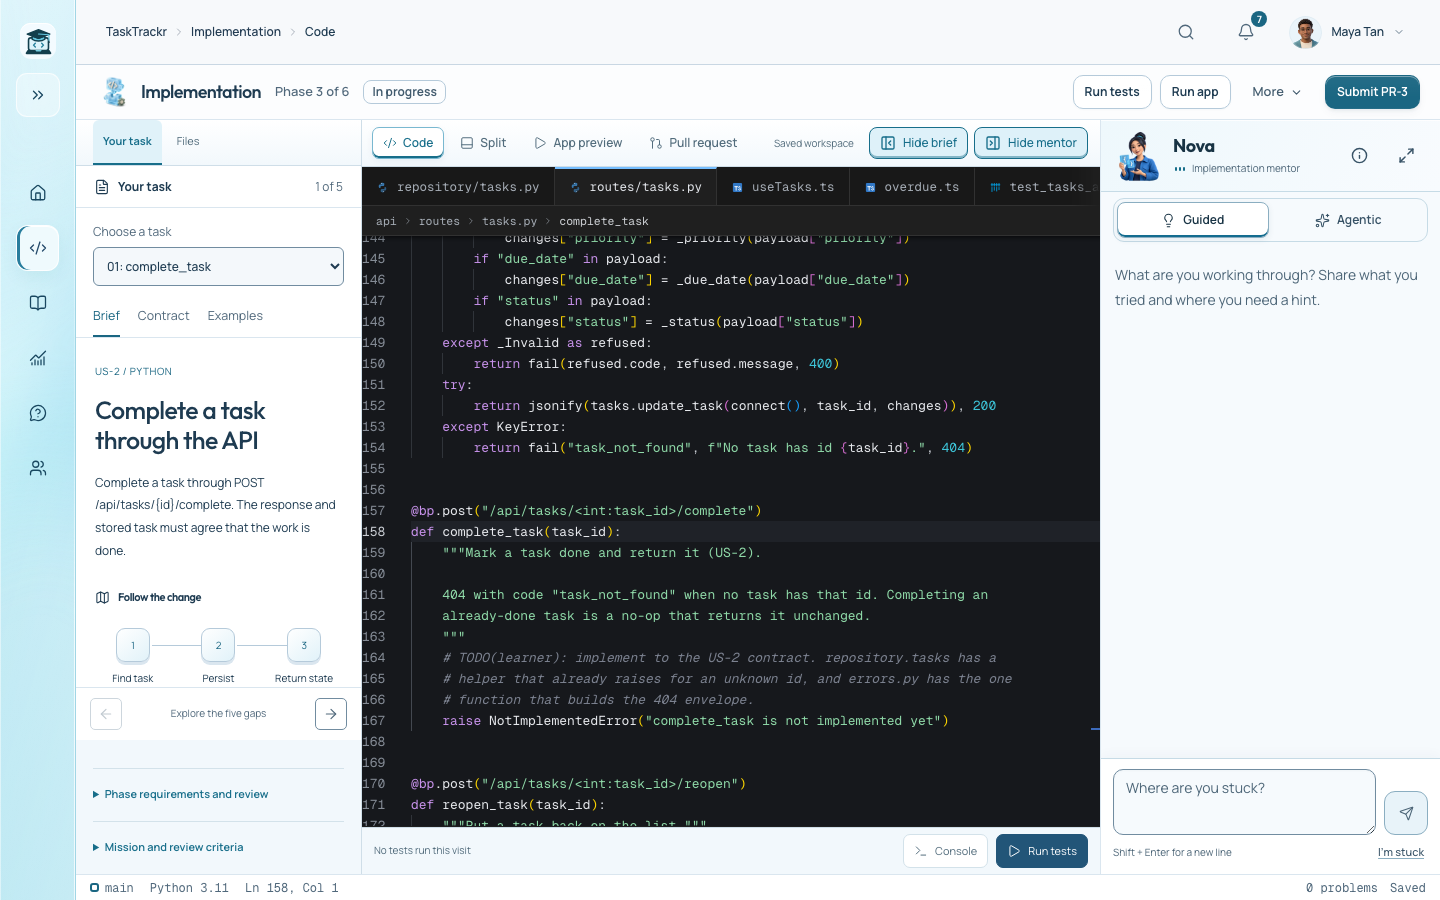 TaskTrackr > Implementation > Code
7
Maya Tan
Implementation
Phase 3 of 6
In progress
Run tests
Run app
More
Submit PR-3
Your task
Files
Your task
1 of 5
Choose a task
01: complete_task
Brief
Contract
Examples
US-2 / PYTHON
Complete a task
through the API
Complete a task through POST
/api/tasks/{id}/complete. The response and
stored task must agree that the work is
done.
Follow the change
1
2
3
Find task
Persist
Return state
Explore the five gaps
Phase requirements and review
Mission and review criteria
Code
Split
App preview
Pull request
Saved workspace
Hide brief
Hide mentor
repository/tasks.py
routes/tasks.py
useTasks.ts
overdue.ts
test_tasks_a
api > routes > tasks.py > complete_task
144 changes["priority"] = _priority(payload["priority"])
145 if "due_date" in payload:
146 changes["due_date"] = _due_date(payload["due_date"])
147 if "status" in payload:
148 changes["status"] = _status(payload["status"])
149 except _Invalid as refused:
150 return fail(refused.code, refused.message, 400)
151 try:
152 return jsonify(tasks.update_task(connect(), task_id, changes)), 200
153 except KeyError:
154 return fail("task_not_found", f"No task has id {task_id}.", 404)
155
156
157 @bp.post("/api/tasks/<int:task_id>/complete")
158 def complete_task(task_id):
159 """Mark a task done and return it (US-2).
160
161 404 with code "task_not_found" when no task has that id. Completing an
162 already-done task is a no-op that returns it unchanged.
163 """
164 # TODO(learner): implement to the US-2 contract. repository.tasks has a
165 # helper that already raises for an unknown id, and errors.py has the one
166 # function that builds the 404 envelope.
167 raise NotImplementedError("complete_task is not implemented yet")
168
169
170 @bp.post("/api/tasks/<int:task_id>/reopen")
171 def reopen_task(task_id):
172 """Put a task back on the list."""
No tests run this visit
Console
Run tests
Nova
Implementation mentor
Guided
Agentic
What are you working through? Share what you
tried and where you need a hint.
Where are you stuck?
Shift + Enter for a new line
I'm stuck
main
Python 3.11
Ln 158, Col 1
0 problems
Saved